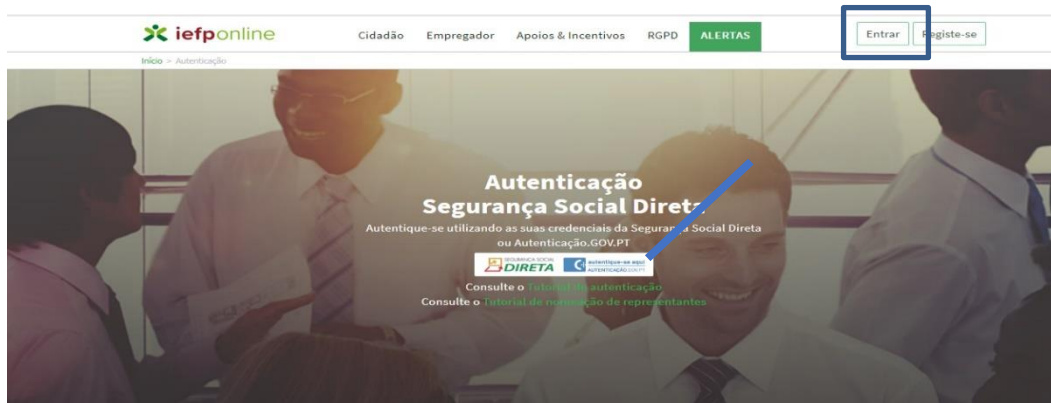 iefponline
Cidadão Empregador Apoios & Incentivos RGPD ALERTAS Entrar Registe-se
Início > Autenticação
Autenticação
Segurança Social Direta
Autentique-se utilizando as suas credenciais da Segurança Social Direta
ou Autenticação.GOV.PT
SEGURANÇA SOCIAL DIRETA autentique-se aqui AUTENTICAÇÃO.GOV.PT
Consulte o Tutorial de autenticação
Consulte o Tutorial de nomeação de representantes